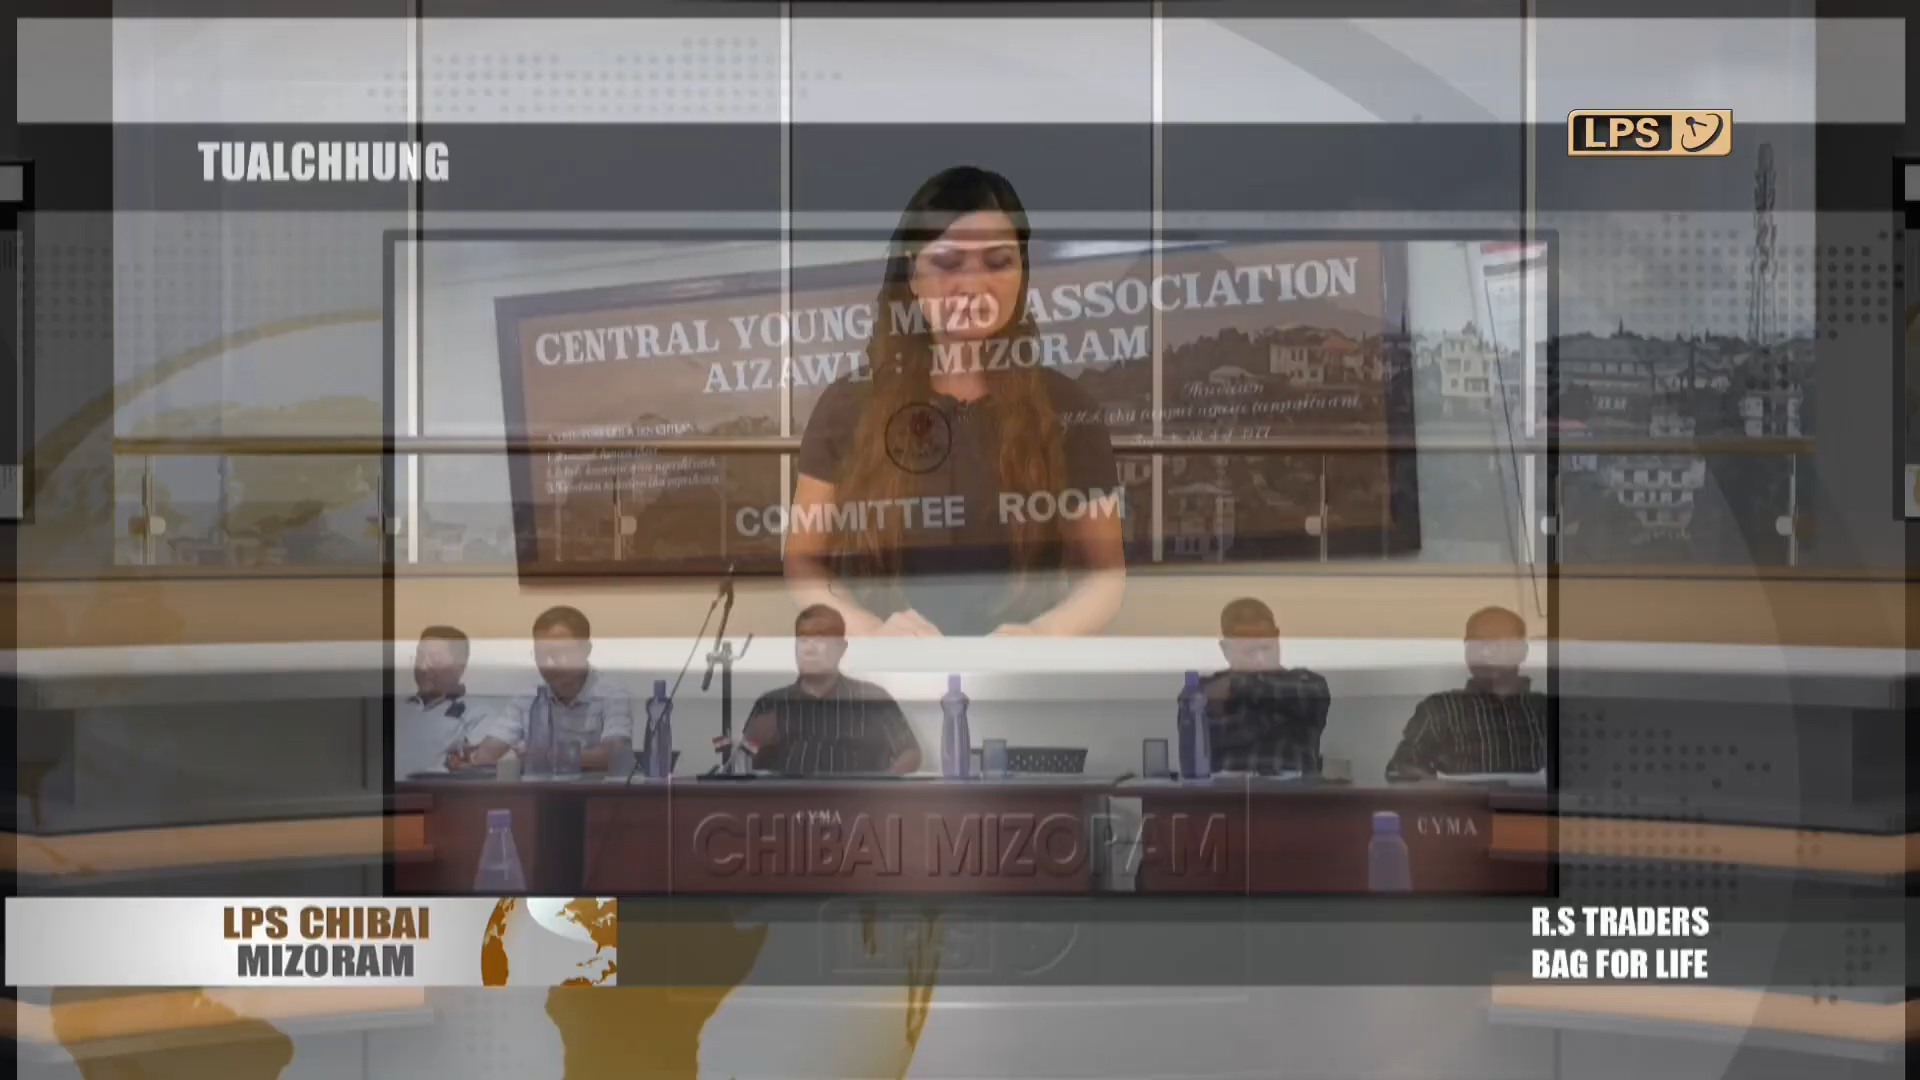 TUALCHHUNG
LPS
CENTRAL YOUNG MIZO ASSOCIATION
AIZAWL : MIZORAM
COMMITTEE ROOM
CYMA
CYMA
CHIBAI MIZORAM
LPS CHIBAI
MIZORAM
R.S TRADERS
BAG FOR LIFE
LPS